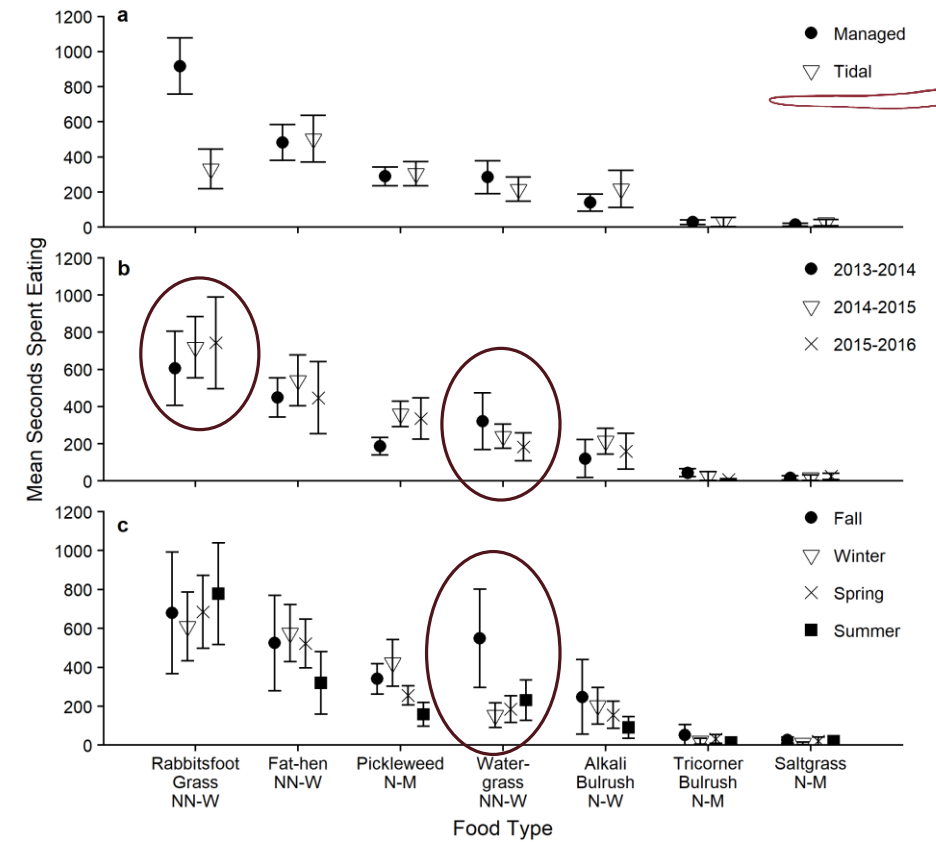 a
1200
1000
800
600
400
200
0
Managed
Tidal
b
1200
1000
800
600
400
200
0
2013-2014
2014-2015
2015-2016
c
1200
1000
800
600
400
200
0
Fall
Winter
Spring
Summer
Mean Seconds Spent Eating
Rabbitsfoot
Grass
NN-W
Fat-hen
NN-W
Pickleweed
N-M
Water-
grass
NN-W
Alkali
Bulrush
N-W
Tricorner
Bulrush
N-M
Saltgrass
N-M
Food Type